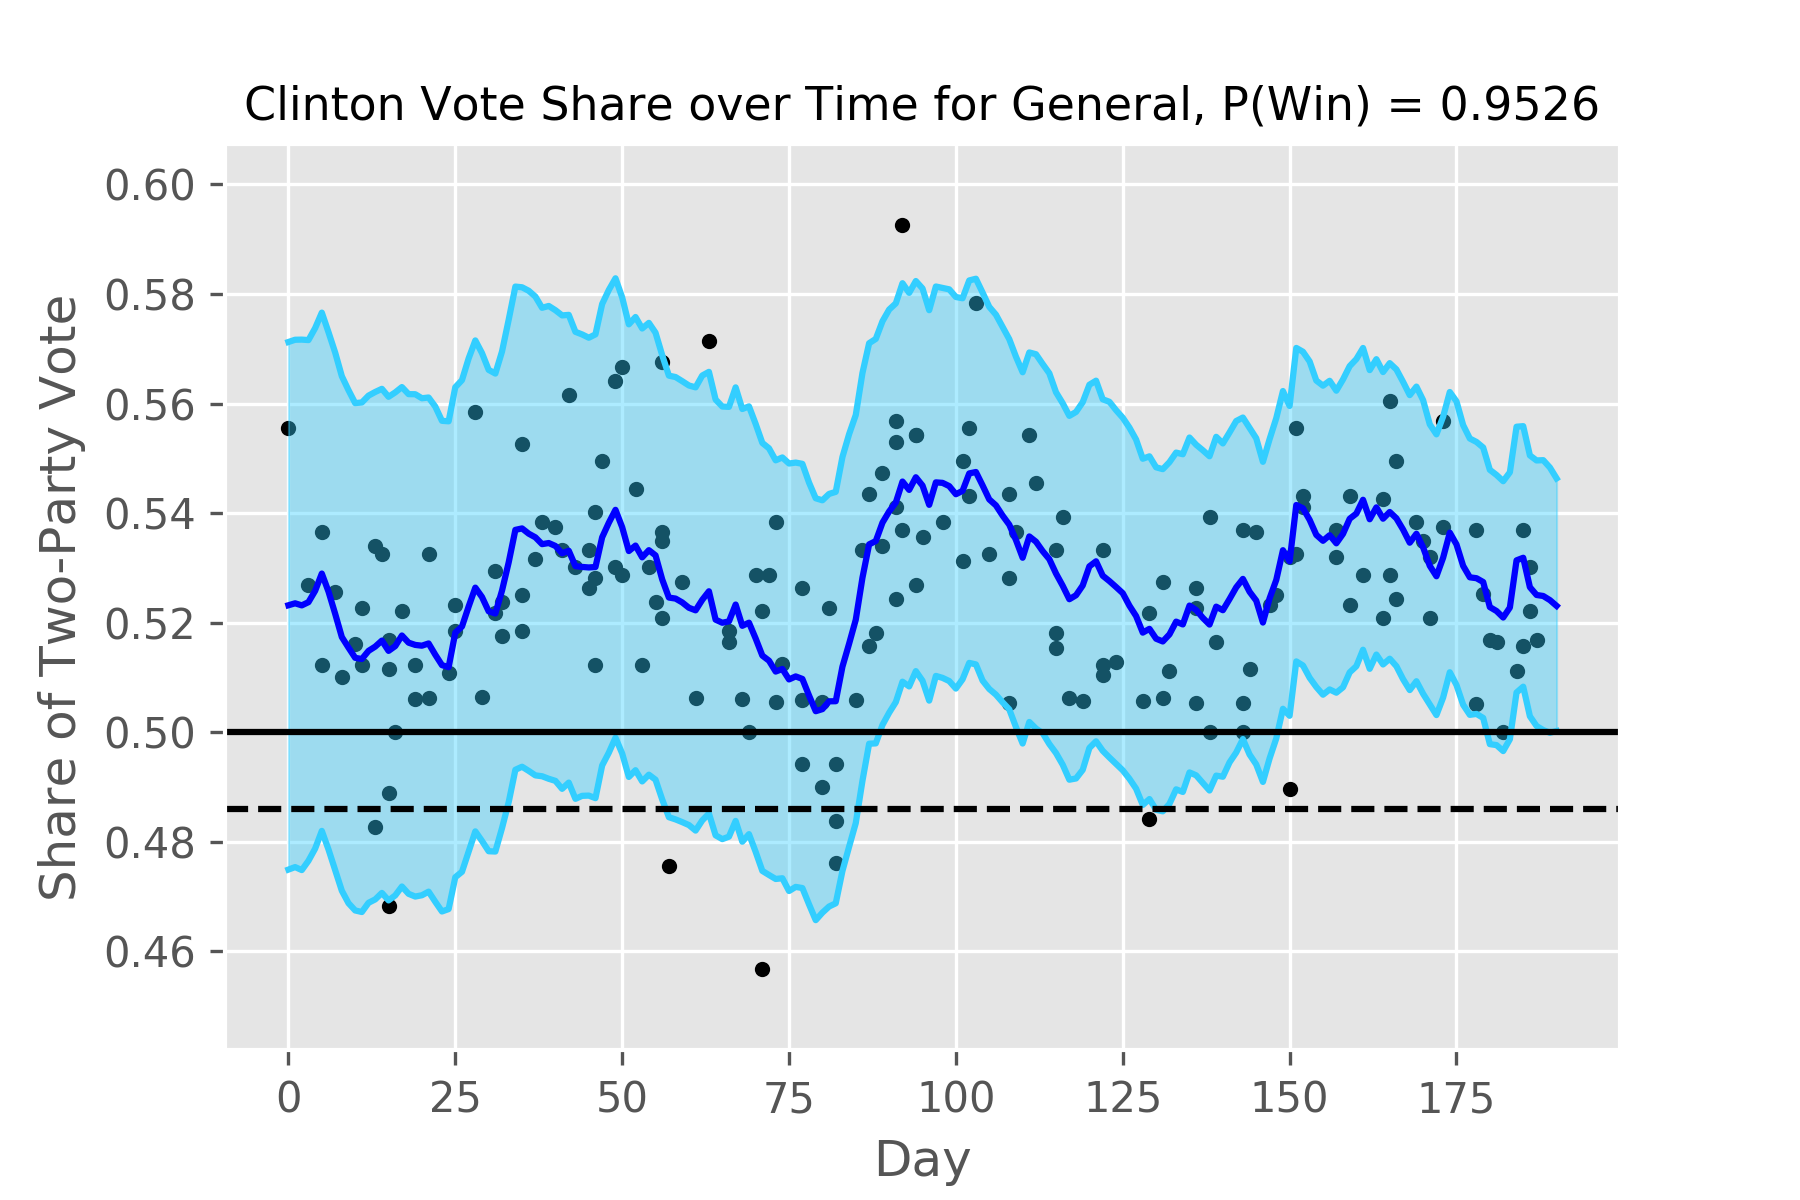 Clinton Vote Share over Time for General, P(Win) = 0.9526
Share of Two-Party Vote
0.60
0.58
0.56
0.54
0.52
0.50
0.48
0.46
0 25 50 75 100 125 150 175
Day